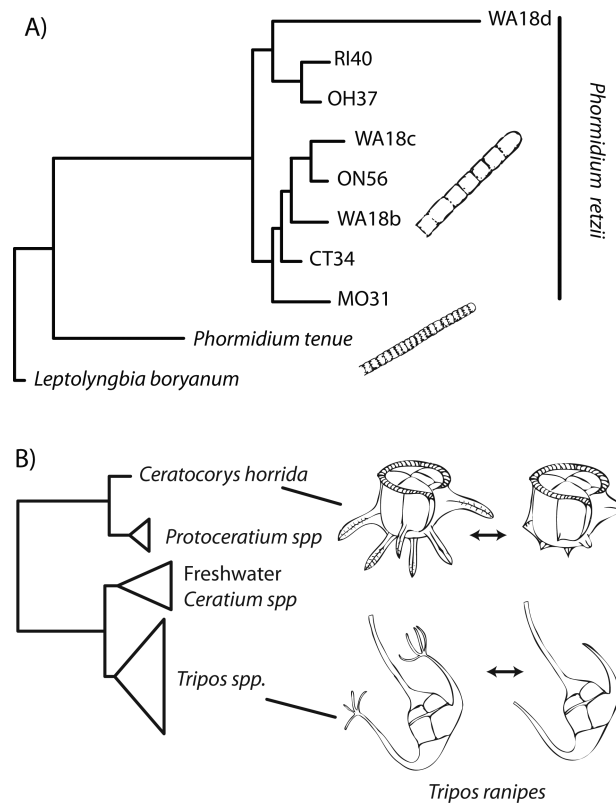 A)
WA18d
RI40
OH37
WA18c
ON56
WA18b
CT34
MO31
Phormidium retzii
Phormidium tenue
Leptolyngbia boryanum
B)
Ceratocorys horrida
Protoceratium spp
Freshwater
Ceratium spp
Tripos spp.
Tripos ranipes